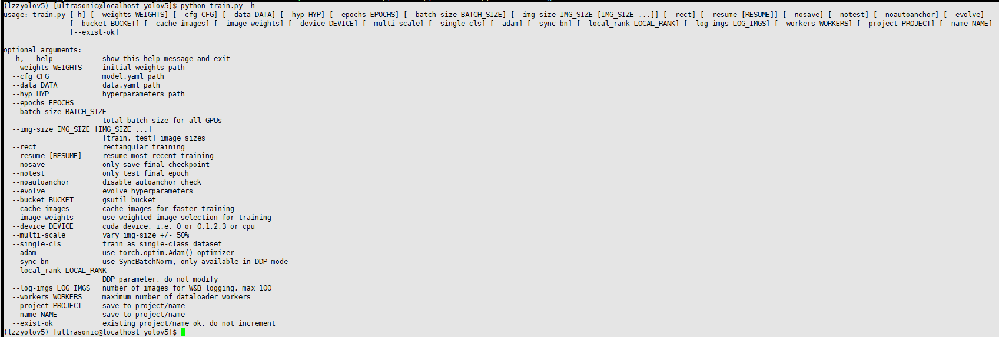 (lzzyolov5) [ultrasonic@localhost yolov5]$ python train.py -h
usage: train.py [-h] [--weights WEIGHTS] [--cfg CFG] [--data DATA] [--hyp HYP] [--epochs EPOCHS] [--batch-size BATCH_SIZE] [--img-size IMG_SIZE [IMG_SIZE ...]] [--rect] [--resume [RESUME]] [--nosave] [--notest] [--noautoanchor] [--evolve]
[--bucket BUCKET] [--cache-images] [--image-weights] [--device DEVICE] [--multi-scale] [--single-cls] [--adam] [--sync-bn] [--local_rank LOCAL_RANK] [--log-imgs LOG_IMGS] [--workers WORKERS] [--project PROJECT] [--name NAME]
[--exist-ok]
optional arguments:
-h, --help show this help message and exit
--weights WEIGHTS initial weights path
--cfg CFG model.yaml path
--data DATA data.yaml path
--hyp HYP hyperparameters path
--epochs EPOCHS
--batch-size BATCH_SIZE
total batch size for all GPUs
--img-size IMG_SIZE [IMG_SIZE ...]
[train, test] image sizes
--rect rectangular training
--resume [RESUME] resume most recent training
--nosave only save final checkpoint
--notest only test final epoch
--noautoanchor disable autoanchor check
--evolve evolve hyperparameters
--bucket BUCKET gsutil bucket
--cache-images cache images for faster training
--image-weights use weighted image selection for training
--device DEVICE cuda device, i.e. 0 or 0,1,2,3 or cpu
--multi-scale vary img-size +/- 50%
--single-cls train as single-class dataset
--adam use torch.optim.Adam() optimizer
--sync-bn use SyncBatchNorm, only available in DDP mode
--local_rank LOCAL_RANK
DDP parameter, do not modify
--log-imgs LOG_IMGS number of images for W&B logging, max 100
--workers WORKERS maximum number of dataloader workers
--project PROJECT save to project/name
--name NAME save to project/name
--exist-ok existing project/name ok, do not increment
(lzzyolov5) [ultrasonic@localhost yolov5]$